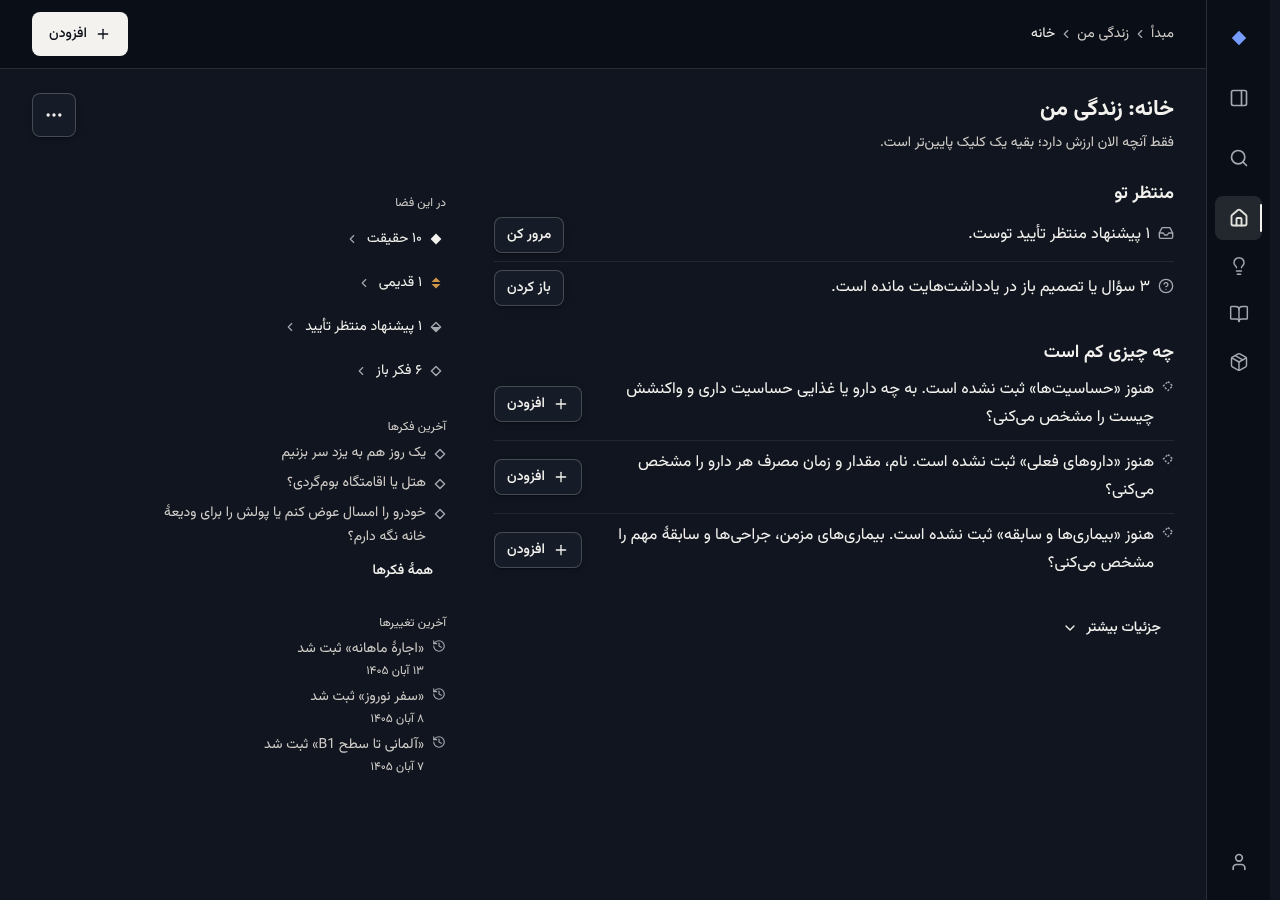 مبدأ › زندگی من › خانه
افزودن
خانه: زندگی من
فقط آنچه الان ارزش دارد؛ بقیه یک کلیک پایین‌تر است.
منتظر تو
۱ پیشنهاد منتظر تأیید توست.
مرور کن
۳ سؤال یا تصمیم باز در یادداشت‌هایت مانده است.
باز کردن
چه چیزی کم است
هنوز «حساسیت‌ها» ثبت نشده است. به چه دارو یا غذایی حساسیت داری و واکنشش
چیست را مشخص می‌کنی؟
افزودن
هنوز «داروهای فعلی» ثبت نشده است. نام، مقدار و زمان مصرف هر دارو را مشخص
می‌کنی؟
افزودن
هنوز «بیماری‌ها و سابقه» ثبت نشده است. بیماری‌های مزمن، جراحی‌ها و سابقهٔ مهم را
مشخص می‌کنی؟
افزودن
جزئیات بیشتر
در این فضا
۱۰ حقیقت
۱ قدیمی
۱ پیشنهاد منتظر تأیید
۶ فکر باز
آخرین فکرها
یک روز هم به یزد سر بزنیم
هتل یا اقامتگاه بوم‌گردی؟
خودرو را امسال عوض کنم یا پولش را برای ودیعهٔ
خانه نگه دارم؟
همهٔ فکرها
آخرین تغییرها
«اجارهٔ ماهانه» ثبت شد
۱۳ آبان ۱۴۰۵
«سفر نوروز» ثبت شد
۸ آبان ۱۴۰۵
«آلمانی تا سطح B1» ثبت شد
۷ آبان ۱۴۰۵